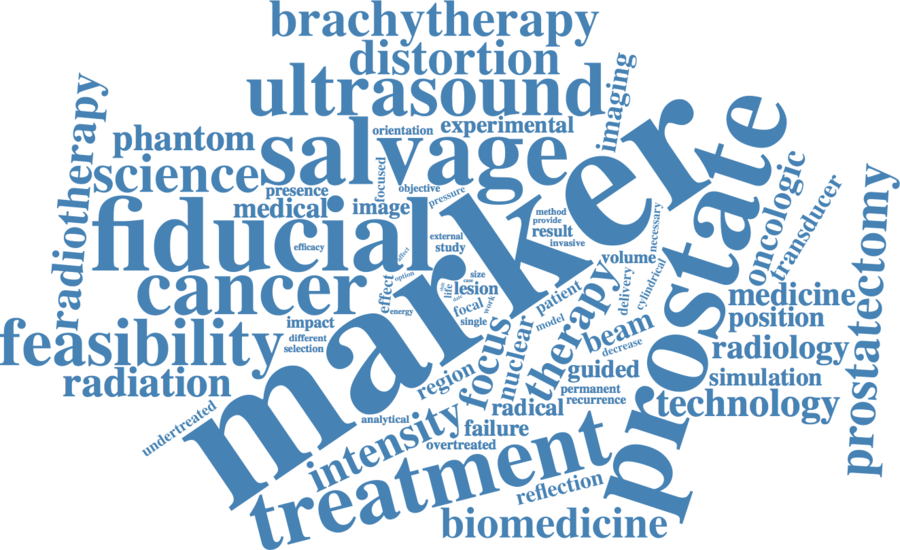 brachytherapy
distortion
ultrasound
imaging
radiotherapy
phantom
orientation
experimental
salvage
science
focused
presence
objective
pressure
medical
image
fiducial
marker
prostate
oncologic
transducer
prostatectomy
method
provide
result
invasive
necessary
external
study
efficacy
affect
option
cancer
effect
energy
life
size
case
lesion
focal
work
single
model
patient
volume
delivery
cylindrical
medicine
position
feasibility
impact
different
selection
radiation
region
focus
nuclear
therapy
beam
decrease
guided
radiology
simulation
permanent
recurrence
technology
undertreated
analytical
intensity
radical
failure
overtreated
treatment
reflection
biomedicine